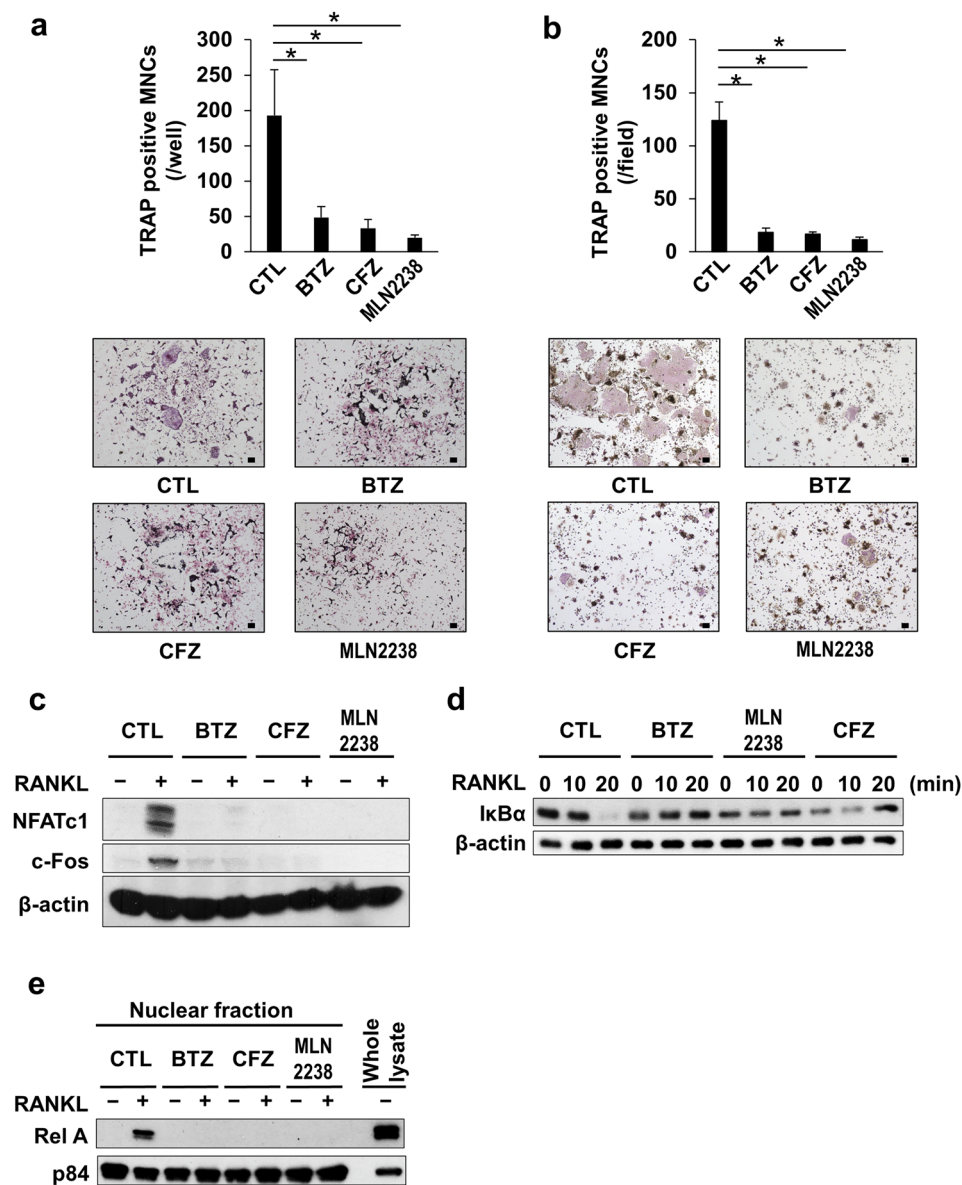 a
TRAP positive MNCs
(/well)
300
250
200
150
100
50
0
*
*
*
CTL
BTZ
CFZ
MLN2238
CTL
BTZ
CFZ
MLN2238
b
TRAP positive MNCs
(/field)
200
150
100
50
0
*
*
*
CTL
BTZ
CFZ
MLN2238
CTL
BTZ
CFZ
MLN2238
c
CTL BTZ CFZ MLN
2238
RANKL − + − + − + − +
NFATc1
c-Fos
β-actin
d
CTL BTZ MLN
2238 CFZ
RANKL 0 10 20 0 10 20 0 10 20 0 10 20 (min)
IκBα
β-actin
e
Nuclear fraction
CTL BTZ CFZ MLN
2238
Whole
lysate
RANKL − + − + − + − + −
Rel A
p84